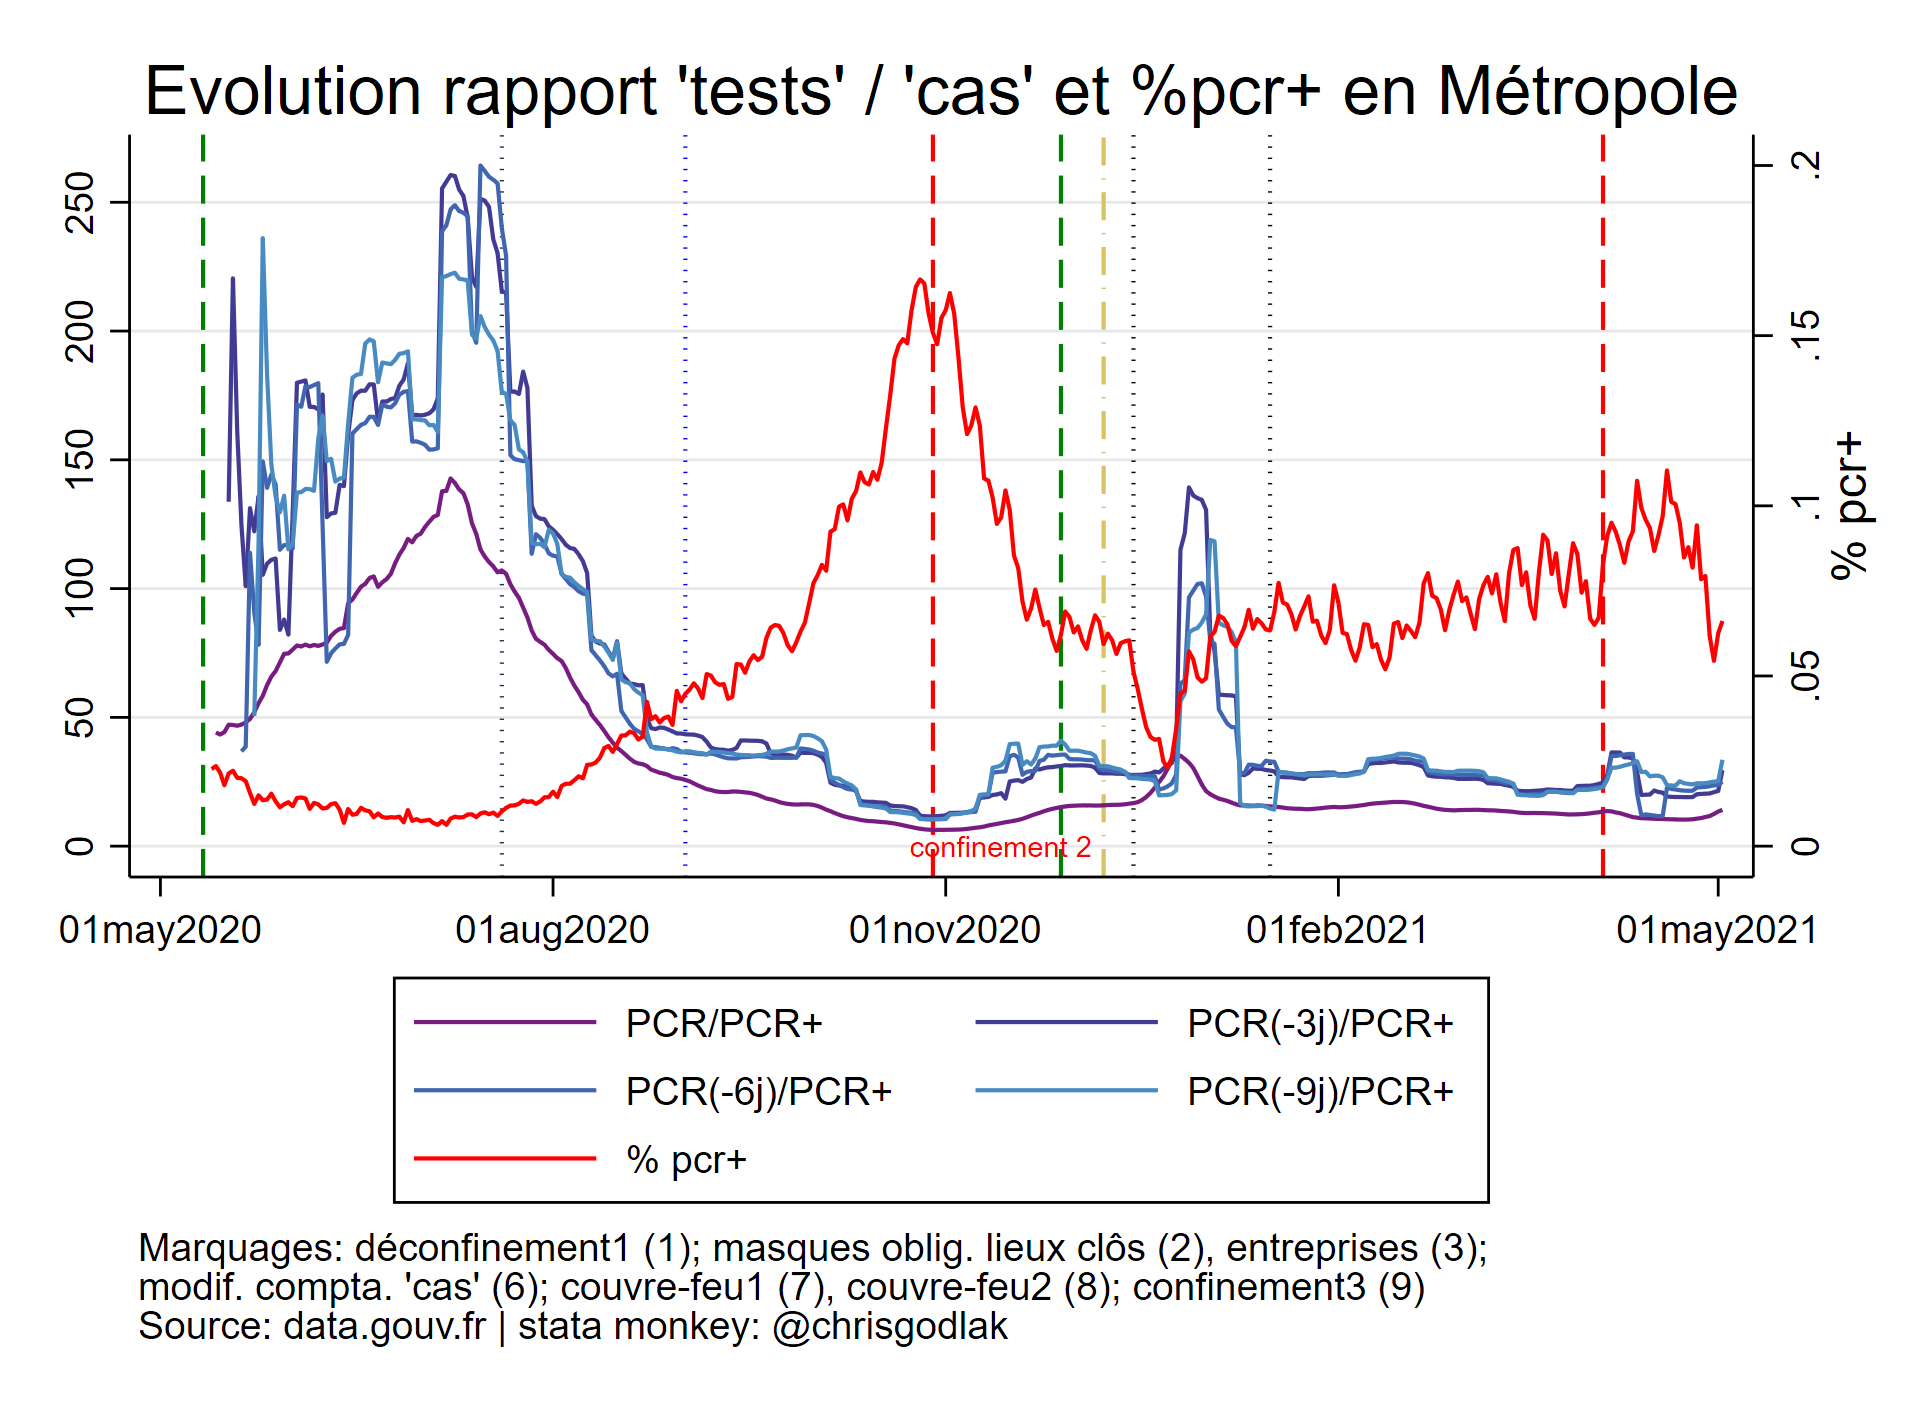 Evolution rapport 'tests' / 'cas' et %pcr+ en Métropole
250
200
150
100
50
0
.2
.15
.1
.05
0
% pcr+
confinement 2
01may2020
01aug2020
01nov2020
01feb2021
01may2021
PCR/PCR+
PCR(-3j)/PCR+
PCR(-6j)/PCR+
PCR(-9j)/PCR+
% pcr+
Marquages: déconfinement1 (1); masques oblig. lieux clôs (2), entreprises (3);
modif. compta. 'cas' (6); couvre-feu1 (7), couvre-feu2 (8); confinement3 (9)
Source: data.gouv.fr | stata monkey: @chrisgodlak